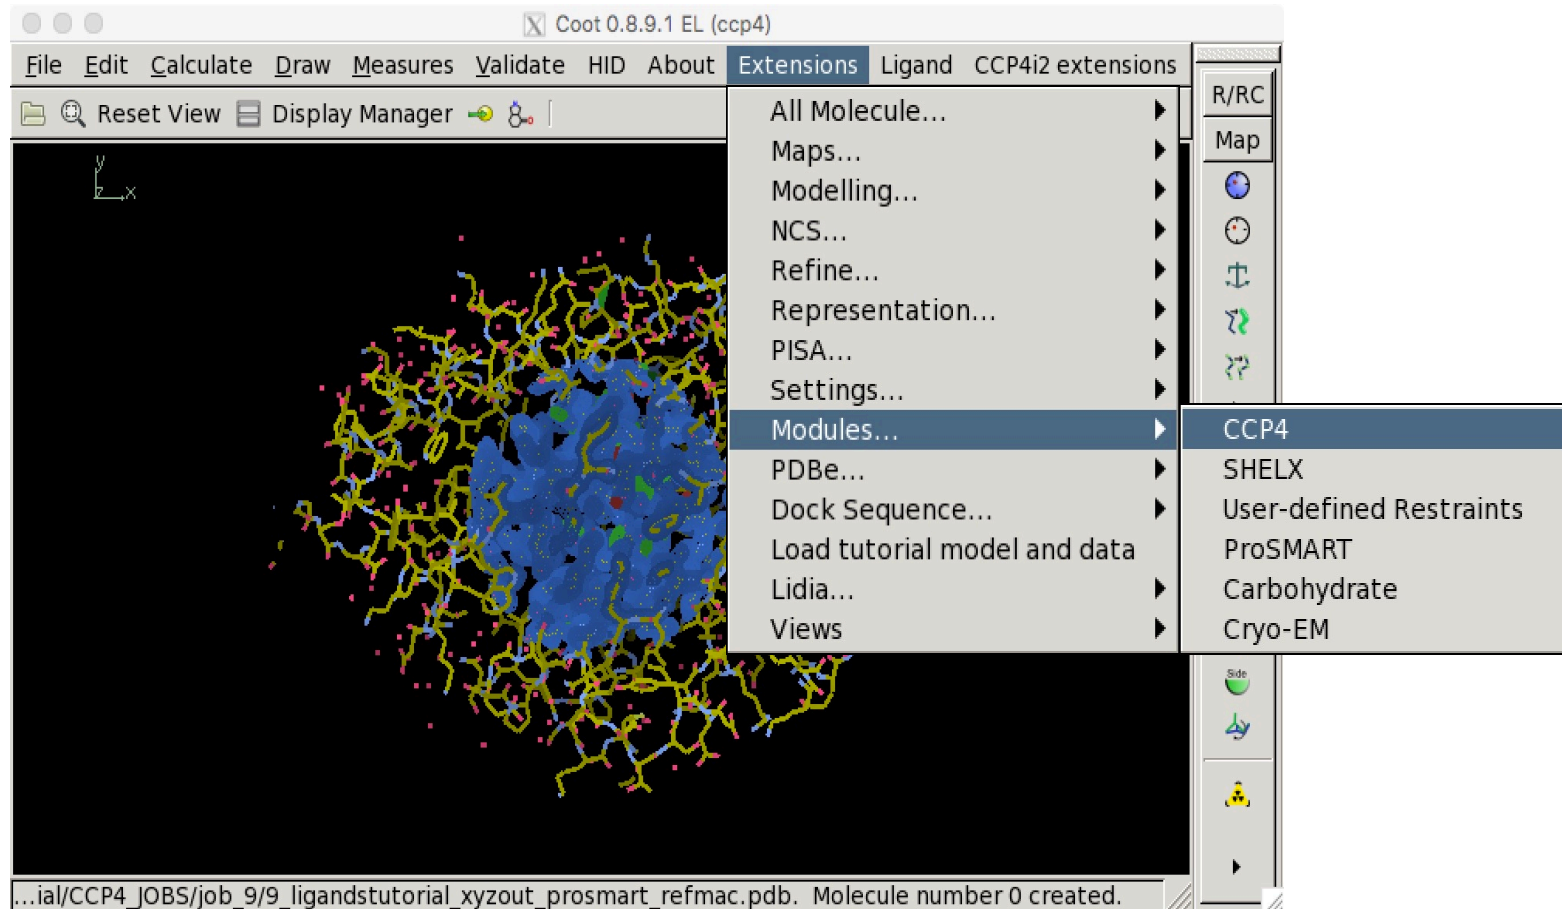 Coot 0.8.9.1 EL (ccp4)
File Edit Calculate Draw Measures Validate HID About Extensions Ligand CCP4i2 extensions
Reset View Display Manager
R/RC
Map
y
z x
All Molecule...
Maps...
Modelling...
NCS...
Refine...
Representation...
PISA...
Settings...
Modules...
PDBe...
Dock Sequence...
Load tutorial model and data
Lidia...
Views
CCP4
SHELX
User-defined Restraints
ProSMART
Carbohydrate
Cryo-EM
Side
...ial/CCP4_JOBS/job_9/9_ligandstutorial_xyzout_prosmart_refmac.pdb. Molecule number 0 created.